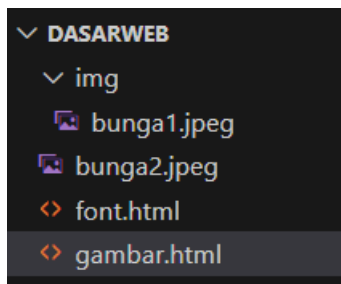 DASARWEB
img
bunga1.jpeg
bunga2.jpeg
font.html
gambar.html